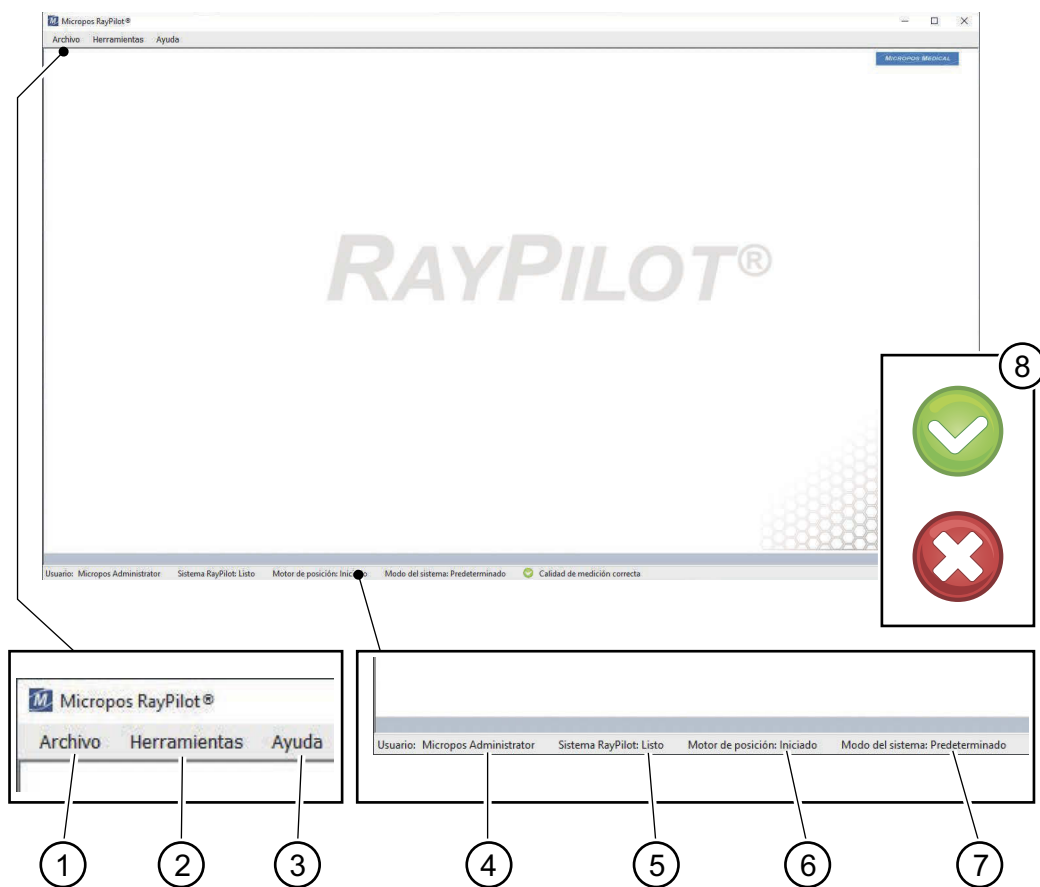 Micropos RayPilot®
Archivo Herramientas Ayuda
MICROPOS MEDICAL
RAYPILOT®
8
Usuario: Micropos Administrator Sistema RayPilot: Listo Motor de posición: Iniciado Modo del sistema: Predeterminado Calidad de medición correcta
Micropos RayPilot®
Archivo Herramientas Ayuda
Usuario: Micropos Administrator Sistema RayPilot: Listo Motor de posición: Iniciado Modo del sistema: Predeterminado
1 2 3 4 5 6 7